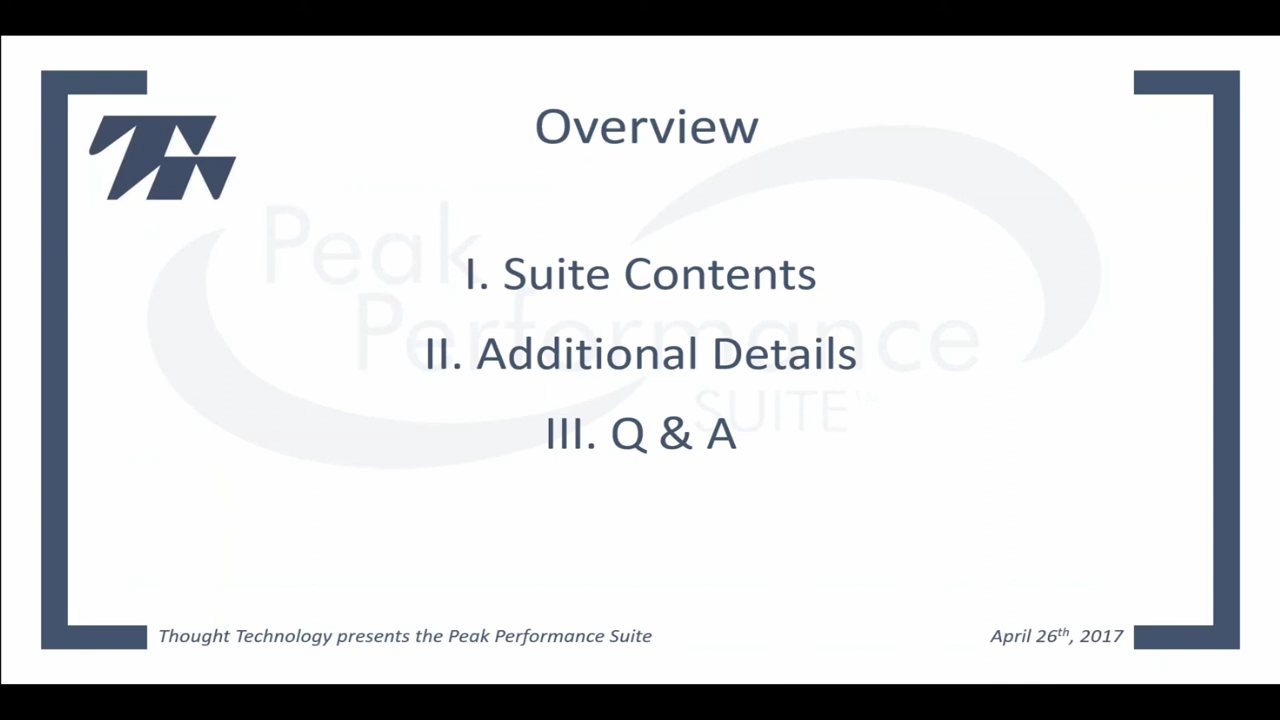 Overview
Peak
Performance
SUITE™
I. Suite Contents
II. Additional Details
III. Q & A
Thought Technology presents the Peak Performance Suite
April 26th, 2017